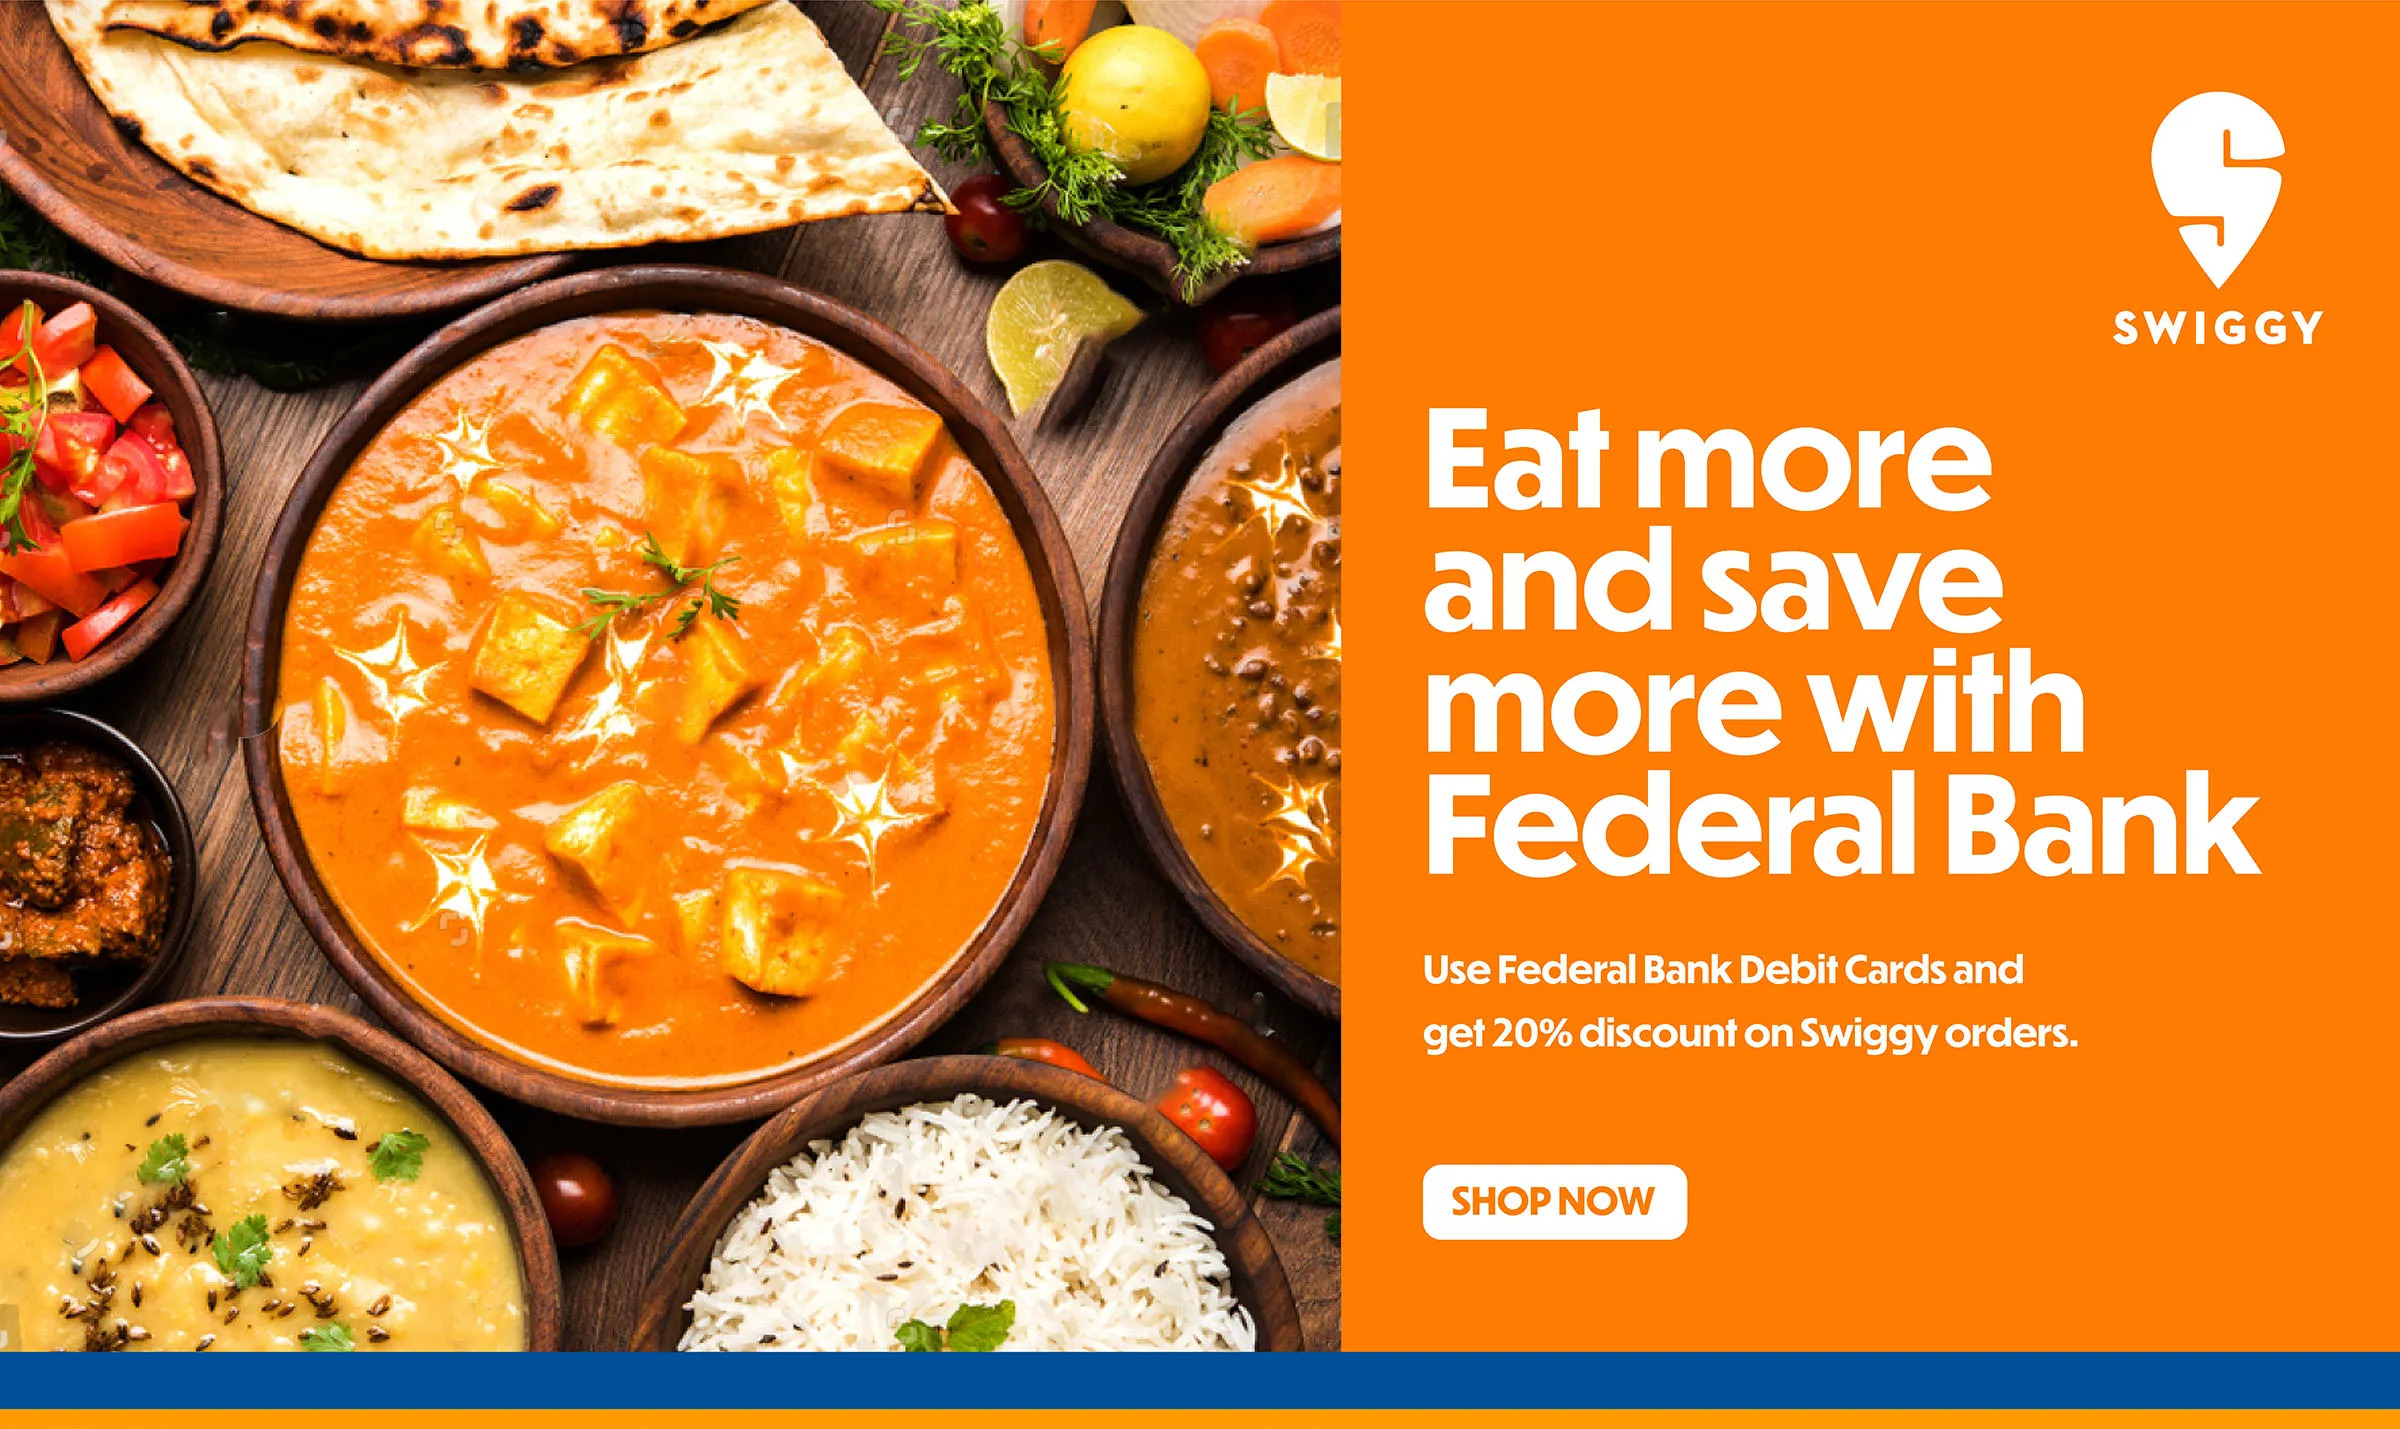 SWIGGY
Eat more
and save
more with
Federal Bank
Use Federal Bank Debit Cards and
get 20% discount on Swiggy orders.
SHOP NOW